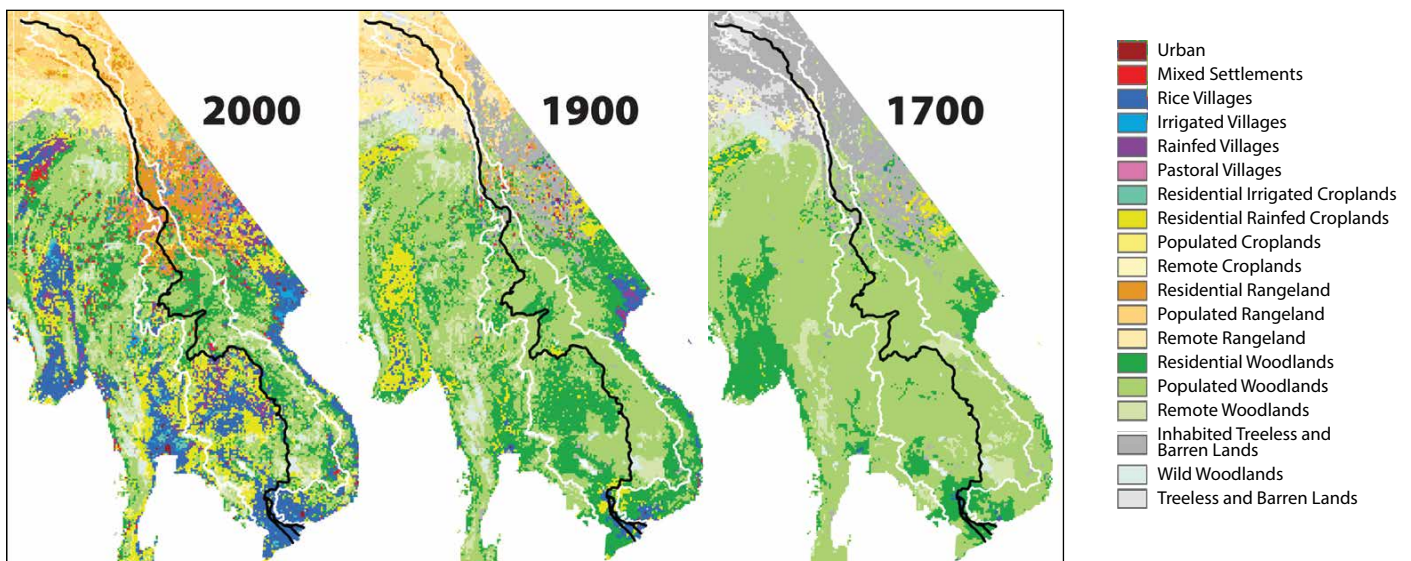 2000
1900
1700
Urban
Mixed Settlements
Rice Villages
Irrigated Villages
Rainfed Villages
Pastoral Villages
Residential Irrigated Croplands
Residential Rainfed Croplands
Populated Croplands
Remote Croplands
Residential Rangeland
Populated Rangeland
Remote Rangeland
Residential Woodlands
Populated Woodlands
Remote Woodlands
Inhabited Treeless and
Barren Lands
Wild Woodlands
Treeless and Barren Lands